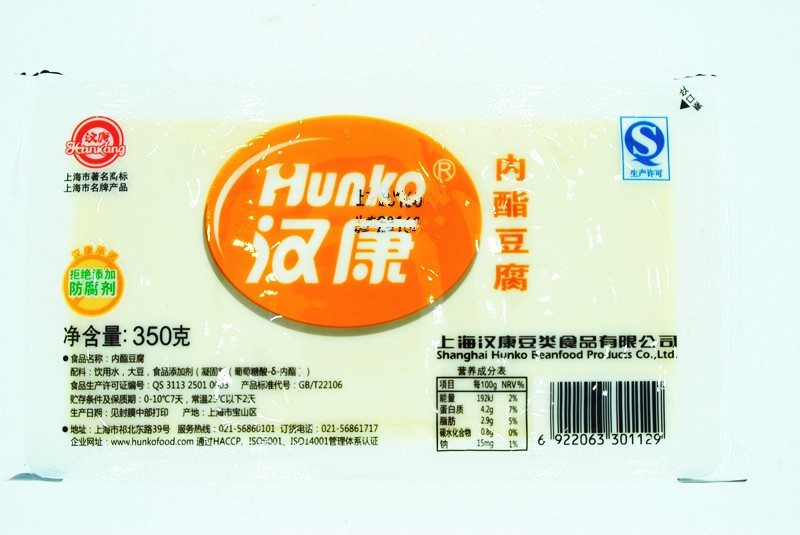 汉康
Hankang
上海市著名商标
上海市名牌产品
Hunko®
汉康
内酯豆腐
生产许可
汉康承诺
拒绝添加
防腐剂
净含量: 350克
●食品名称: 内酯豆腐
配料: 饮用水, 大豆, 食品添加剂 (凝固剂 (葡萄糖酸-δ-内酯) )
食品生产许可证编号: QS 3113 2501 产品标准代号: GB/T22106
贮存条件及保质期: 0-10℃7天, 常温25℃以下2天
生产日期: 见封膜中部打印 产地: 上海市宝山区
●地址: 上海市祁北东路39号 服务热线: 021-56860101 订货电话: 021-56861717
企业网址: www.hunkofood.com 通过HACCP、ISO9001、ISO14001管理体系认证
上海汉康豆类食品有限公司
Shanghai Hunko Beanfood Products Co.,Ltd.
营养成分表
项目 每100g NRV%
能量 192kJ 2%
蛋白质 4.2g 7%
脂肪 2.9g 5%
碳水化合物 0.8g 0%
钠 15mg 1%
6 922063 301129